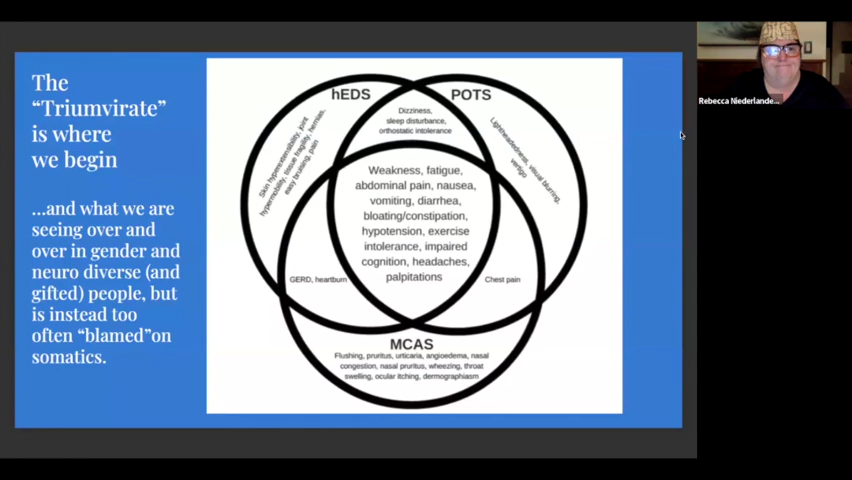 The
“Triumvirate”
is where
we begin
…and what we are
seeing over and
over in gender and
neuro diverse (and
gifted) people, but
is instead too
often “blamed”on
somatics.
hEDS
POTS
Dizziness,
sleep disturbance,
orthostatic intolerance
Skin hyperextensibility, joint
hypermobility, tissue fragility, hernias,
easy bruising, pain
Lightheadedness, visual blurring,
vertigo
Weakness, fatigue,
abdominal pain, nausea,
vomiting, diarrhea,
bloating/constipation,
hypotension, exercise
intolerance, impaired
cognition, headaches,
palpitations
GERD, heartburn
Chest pain
MCAS
Flushing, pruritus, urticaria, angioedema, nasal
congestion, nasal pruritus, wheezing, throat
swelling, ocular itching, dermographiasm
Rebecca Niederlande...